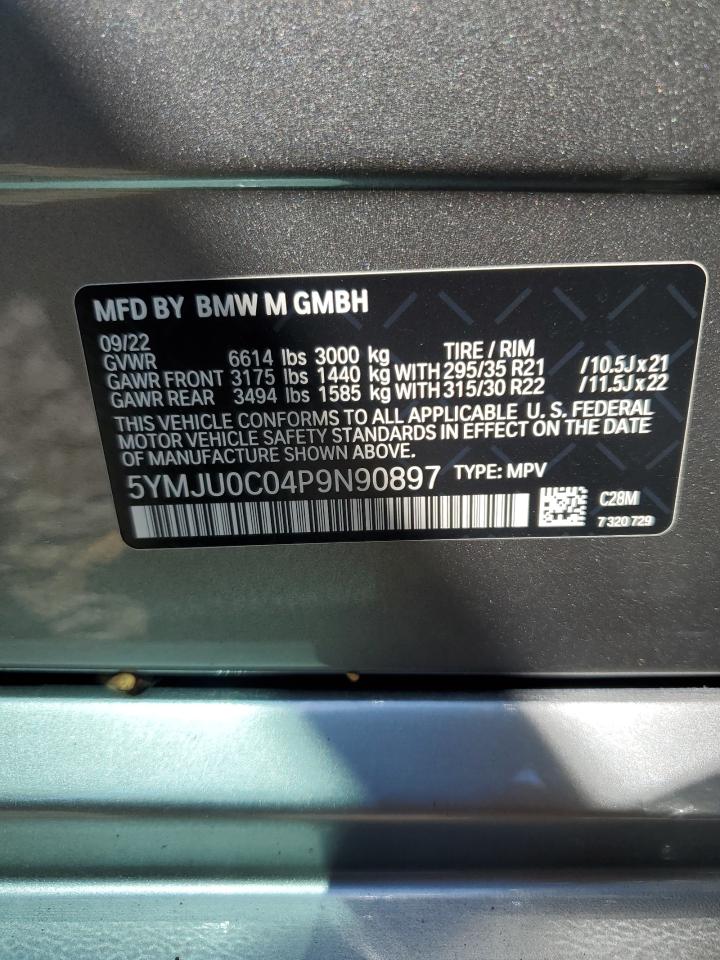 MFD BY BMW M GMBH
09/22
GVWR 6614 lbs 3000 kg TIRE / RIM
GAWR FRONT 3175 lbs 1440 kg WITH 295/35 R21 /10.5J x 21
GAWR REAR 3494 lbs 1585 kg WITH 315/30 R22 /11.5J x 22
THIS VEHICLE CONFORMS TO ALL APPLICABLE U. S. FEDERAL
MOTOR VEHICLE SAFETY STANDARDS IN EFFECT ON THE DATE
OF MANUFACTURE SHOWN ABOVE.
5YMJU0C04P9N90897 TYPE: MPV
C28M
7 320 729